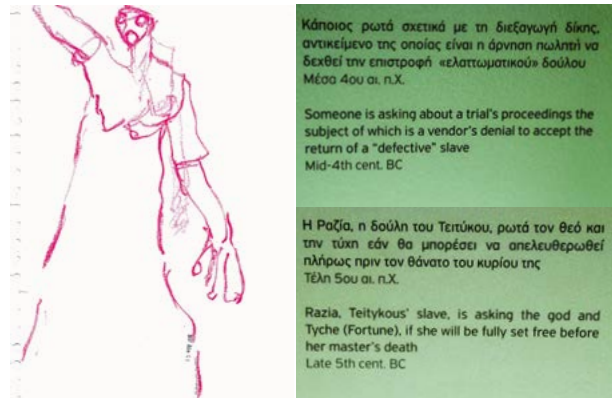 Κάποιος ρωτά σχετικά με τη διεξαγωγή δίκης,
αντικείμενο της οποίας είναι η άρνηση πωλητή να
δεχθεί την επιστροφή «ελαττωματικού» δούλου
Μέσα 4ου αι. π.Χ.
Someone is asking about a trial's proceedings the
subject of which is a vendor's denial to accept the
return of a "defective" slave
Mid-4th cent. BC
Η Ραζία, η δούλη του Τειτύκου, ρωτά τον θεό και
την τύχη εάν θα μπορέσει να απελευθερωθεί
πλήρως πριν τον θάνατο του κυρίου της
Τέλη 5ου αι. π.Χ.
Razia, Teitykous' slave, is asking the god and
Tyche (Fortune), if she will be fully set free before
her master's death
Late 5th cent. BC